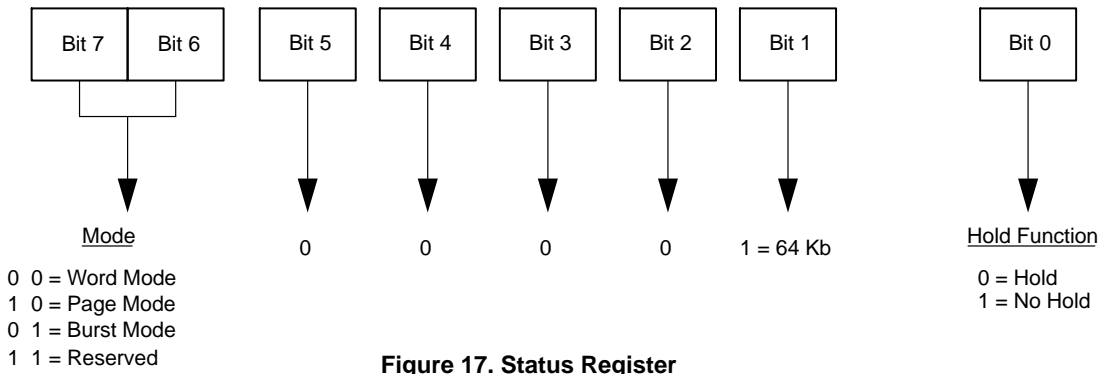 Bit 7 Bit 6 Bit 5 Bit 4 Bit 3 Bit 2 Bit 1 Bit 0
Mode 0 0 0 0 1 = 64 Kb Hold Function
0 0 = Word Mode 0 = Hold
1 0 = Page Mode 1 = No Hold
0 1 = Burst Mode
1 1 = Reserved
Figure 17. Status Register